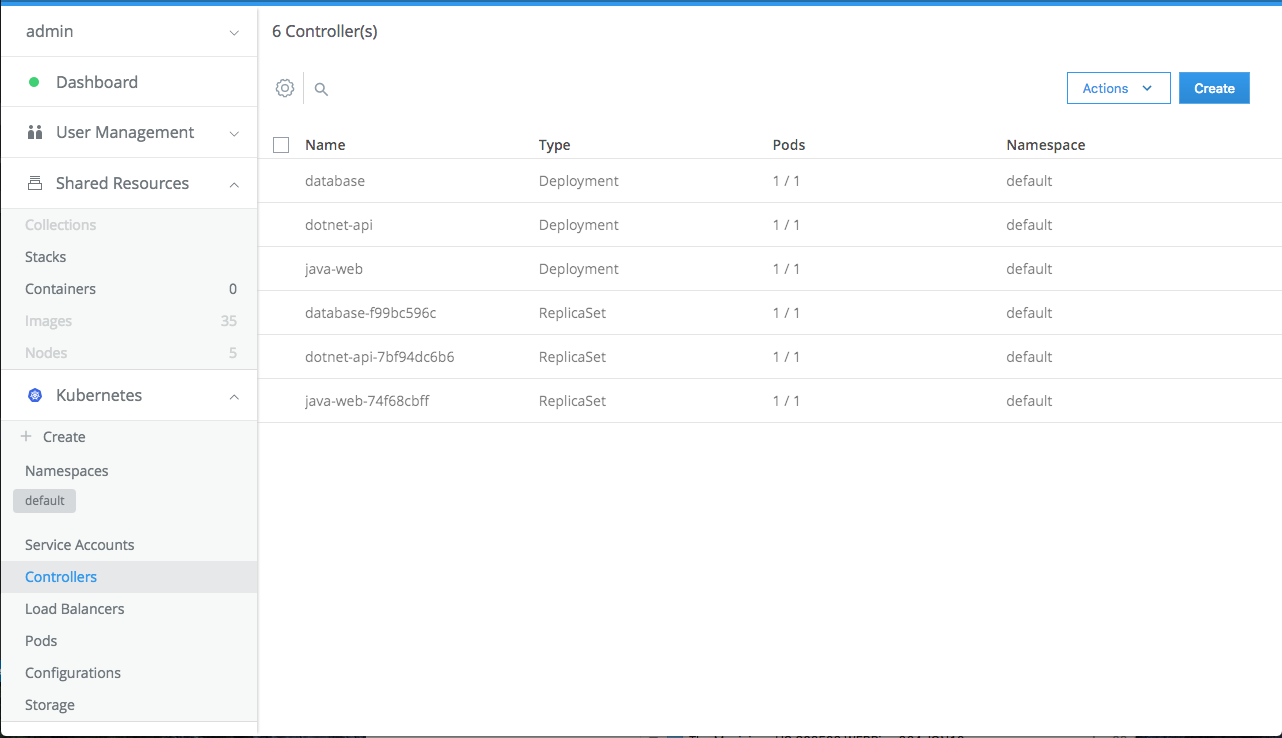 admin
Dashboard
User Management
Shared Resources
Collections
Stacks
Containers 0
Images 35
Nodes 5
Kubernetes
+ Create
Namespaces
default
Service Accounts
Controllers
Load Balancers
Pods
Configurations
Storage
6 Controller(s)
Actions Create
Name Type Pods Namespace
database Deployment 1 / 1 default
dotnet-api Deployment 1 / 1 default
java-web Deployment 1 / 1 default
database-f99bc596c ReplicaSet 1 / 1 default
dotnet-api-7bf94dc6b6 ReplicaSet 1 / 1 default
java-web-74f68cbff ReplicaSet 1 / 1 default